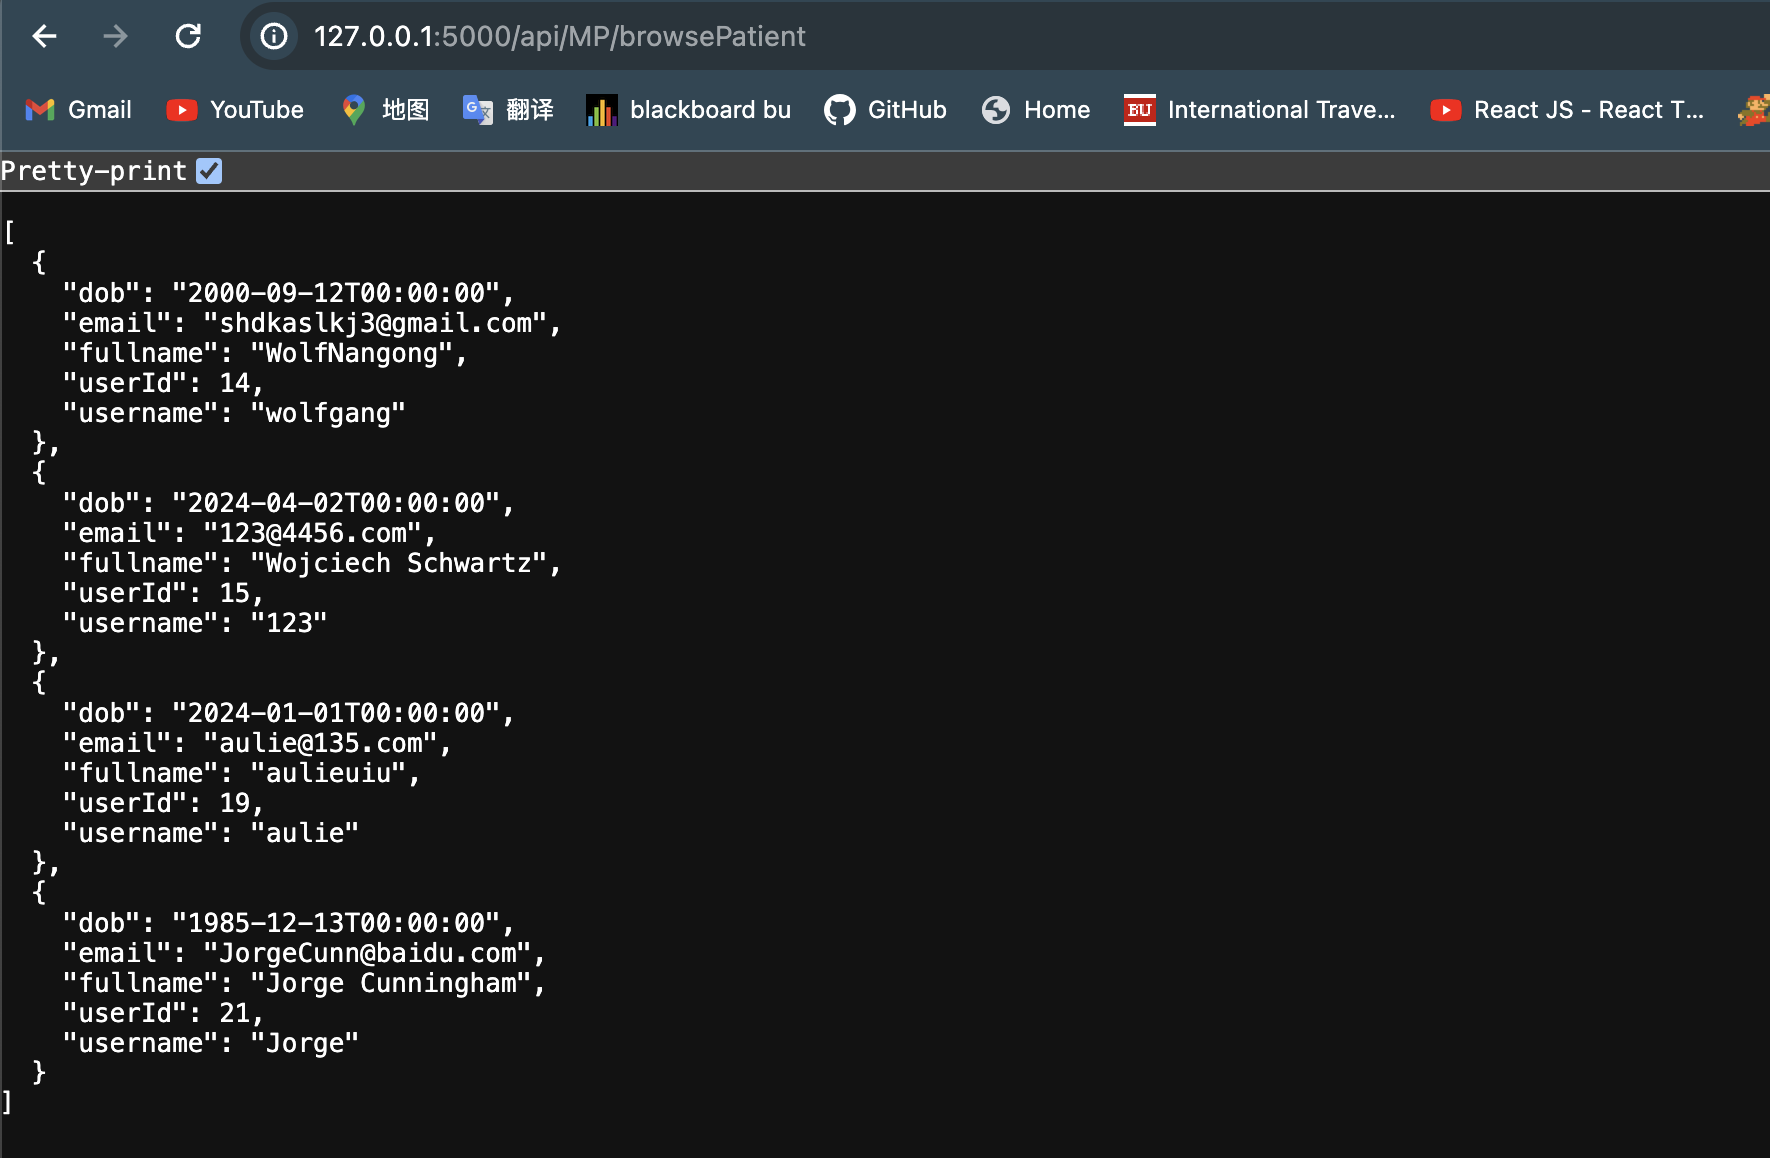 127.0.0.1:5000/api/MP/browsePatient
Gmail YouTube 地图 翻译 blackboard bu GitHub Home BU International Trave... React JS - React T...
Pretty-print
[
  {
    "dob": "2000-09-12T00:00:00",
    "email": "shdkaslkj3@gmail.com",
    "fullname": "WolfNangong",
    "userId": 14,
    "username": "wolfgang"
  },
  {
    "dob": "2024-04-02T00:00:00",
    "email": "123@4456.com",
    "fullname": "Wojciech Schwartz",
    "userId": 15,
    "username": "123"
  },
  {
    "dob": "2024-01-01T00:00:00",
    "email": "aulie@135.com",
    "fullname": "aulieuiu",
    "userId": 19,
    "username": "aulie"
  },
  {
    "dob": "1985-12-13T00:00:00",
    "email": "JorgeCunn@baidu.com",
    "fullname": "Jorge Cunningham",
    "userId": 21,
    "username": "Jorge"
  }
]